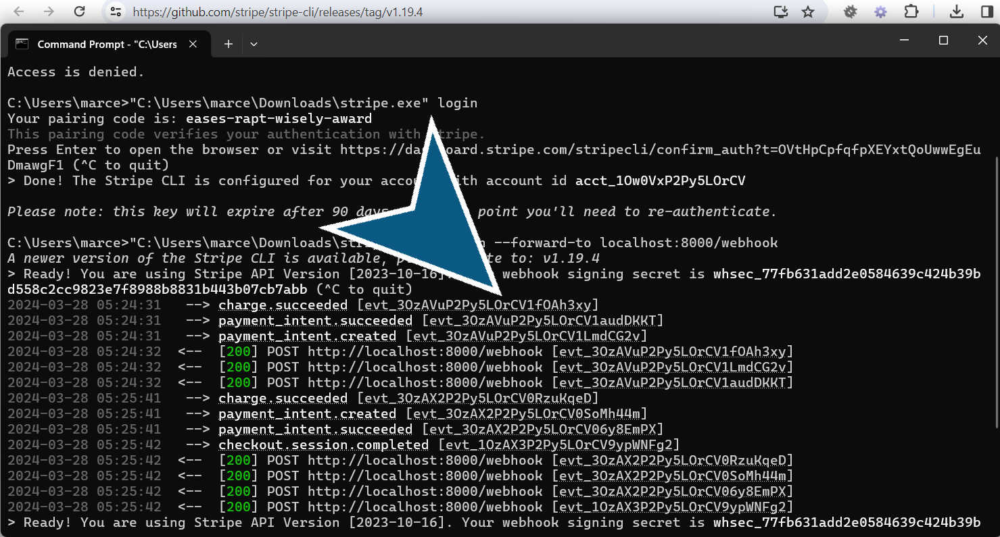 https://github.com/stripe/stripe-cli/releases/tag/v1.19.4
Command Prompt - "C:\Users
Access is denied.
C:\Users\marce>"C:\Users\marce\Downloads\stripe.exe" login
Your pairing code is: eases-rapt-wisely-award
This pairing code verifies your authentication with Stripe.
Press Enter to open the browser or visit https://dashboard.stripe.com/stripecli/confirm_auth?t=OVtHpCpfqfpXEYxtQoUwwEgEu
DmawgF1 (^C to quit)
> Done! The Stripe CLI is configured for your account with account id acct_1Ow0VxP2Py5LOrCV
Please note: this key will expire after 90 days point you'll need to re-authenticate.
C:\Users\marce>"C:\Users\marce\Downloads\ --forward-to localhost:8000/webhook
A newer version of the Stripe CLI is available, to: v1.19.4
> Ready! You are using Stripe API Version [2023-10-16]. webhook signing secret is whsec_77fb631add2e0584639c424b39b
d558c2cc9823e7f8988b8831b443b07cb7abb (^C to quit)
2024-03-28 05:24:31 --> charge.succeeded [evt_3OzAVuP2Py5LOrCV1fOAh3xy]
2024-03-28 05:24:31 --> payment_intent.succeeded [evt_3OzAVuP2Py5LOrCV1audDKKT]
2024-03-28 05:24:31 --> payment_intent.created [evt_3OzAVuP2Py5LOrCV1LmdCG2v]
2024-03-28 05:24:32 <-- [200] POST http://localhost:8000/webhook [evt_3OzAVuP2Py5LOrCV1fOAh3xy]
2024-03-28 05:24:32 <-- [200] POST http://localhost:8000/webhook [evt_3OzAVuP2Py5LOrCV1LmdCG2v]
2024-03-28 05:24:32 <-- [200] POST http://localhost:8000/webhook [evt_3OzAVuP2Py5LOrCV1audDKKT]
2024-03-28 05:25:41 --> charge.succeeded [evt_3OzAX2P2Py5LOrCV0RzuKqeD]
2024-03-28 05:25:41 --> payment_intent.created [evt_3OzAX2P2Py5LOrCV0SoMh44m]
2024-03-28 05:25:41 --> payment_intent.succeeded [evt_3OzAX2P2Py5LOrCV06y8EmPX]
2024-03-28 05:25:42 --> checkout.session.completed [evt_1OzAX3P2Py5LOrCV9ypWNFg2]
2024-03-28 05:25:42 <-- [200] POST http://localhost:8000/webhook [evt_3OzAX2P2Py5LOrCV0RzuKqeD]
2024-03-28 05:25:42 <-- [200] POST http://localhost:8000/webhook [evt_3OzAX2P2Py5LOrCV0SoMh44m]
2024-03-28 05:25:42 <-- [200] POST http://localhost:8000/webhook [evt_3OzAX2P2Py5LOrCV06y8EmPX]
2024-03-28 05:25:42 <-- [200] POST http://localhost:8000/webhook [evt_1OzAX3P2Py5LOrCV9ypWNFg2]
> Ready! You are using Stripe API Version [2023-10-16]. Your webhook signing secret is whsec_77fb631add2e0584639c424b39b